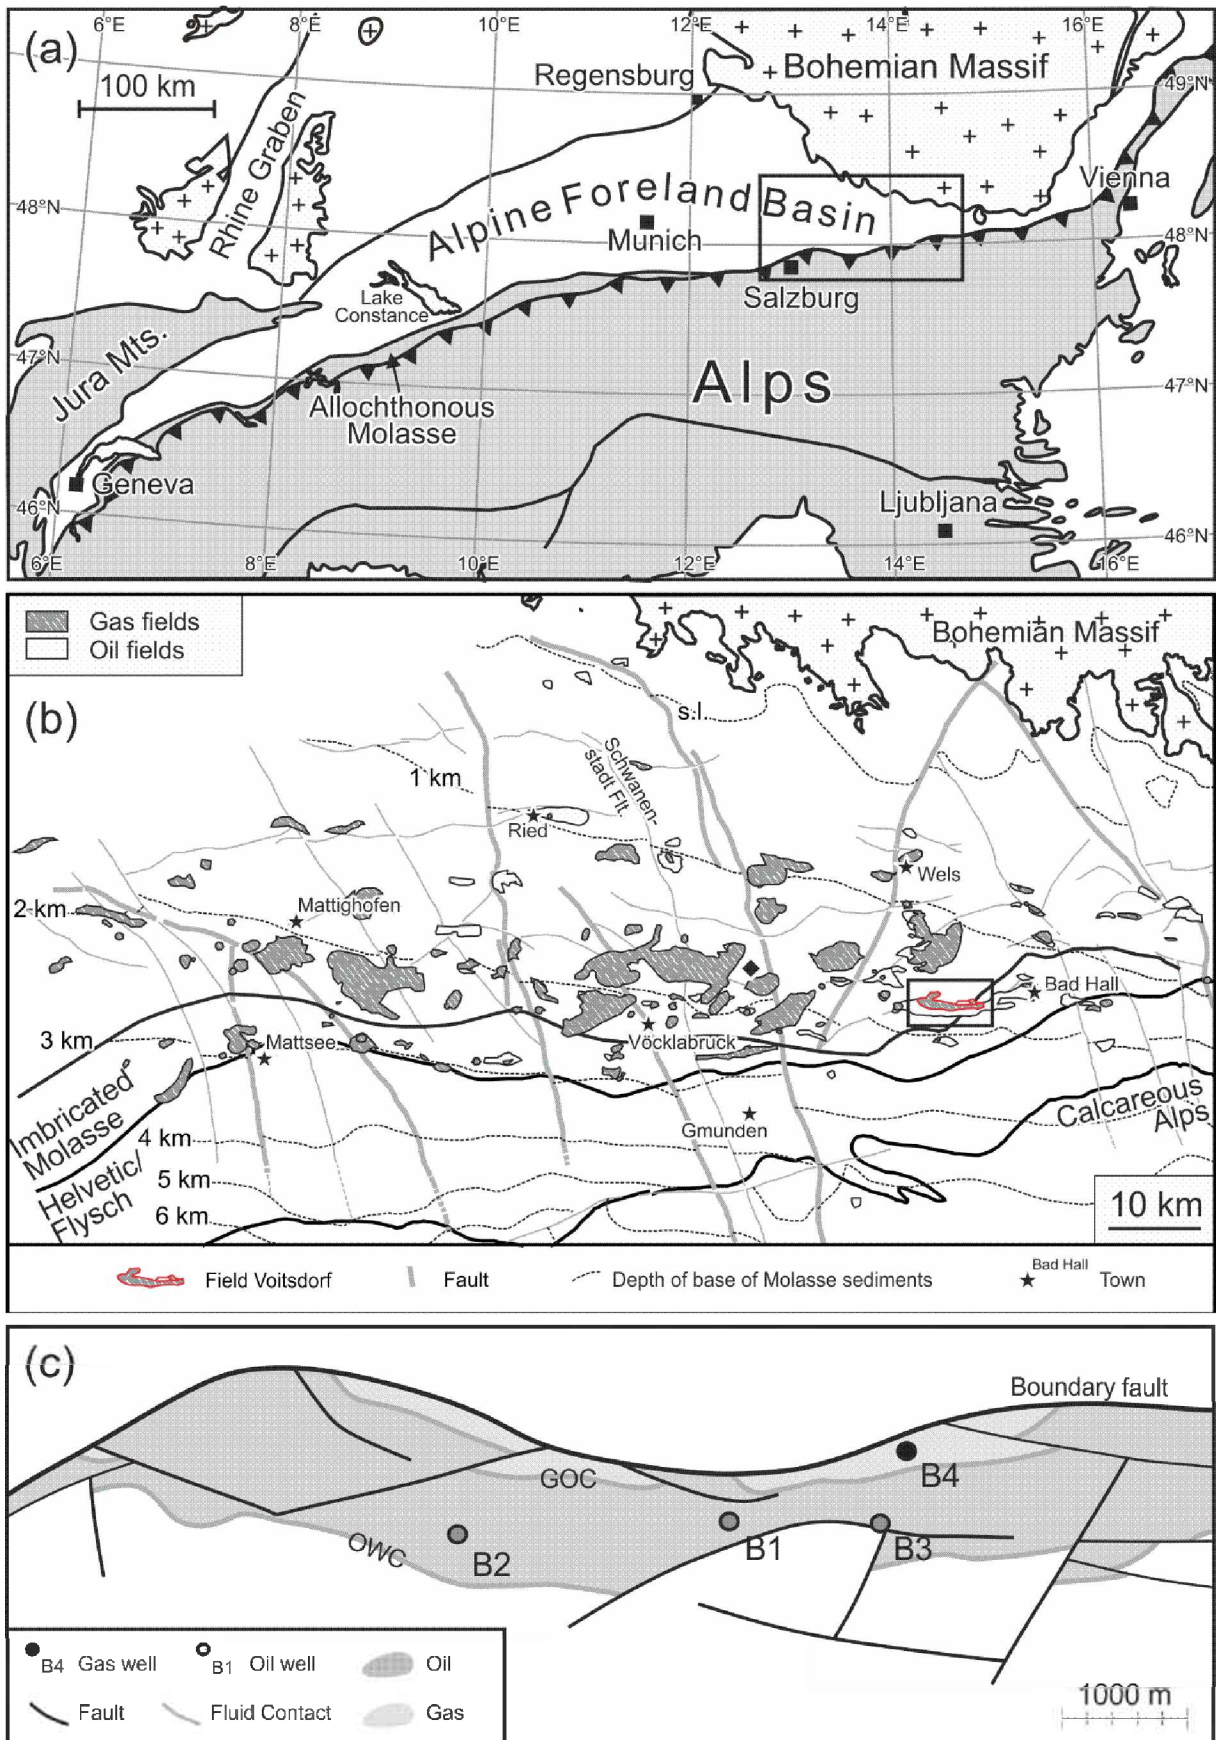 (a)
6°E
8°E
10°E
12°E
14°E
16°E
100 km
Regensburg
Bohemian Massif
49°N
Rhine Graben
Vienna
48°N
Alpine Foreland Basin
Munich
48°N
Lake
Constance
Salzburg
Jura Mts.
47°N
Alps
47°N
Allochthonous
Molasse
Geneva
Ljubljana
46°N
46°N
6°E
8°E
10°E
12°E
14°E
16°E
Gas fields
Oil fields
(b)
Bohemian Massif
s.l.
1 km
Schwanen-
stadt Flt.
Ried
Wels
2 km
Mattighofen
Bad Hall
3 km
Mattsee
Vöcklabruck
Imbricated
Molasse
Calcareous
Alps
Gmunden
4 km
Helvetic/
Flysch
5 km
6 km
10 km
Field Voitsdorf
Fault
Depth of base of Molasse sediments
Bad Hall
Town
(c)
Boundary fault
GOC
B4
OWC
B2
B1
B3
B4 Gas well
B1 Oil well
Oil
Fault
Fluid Contact
Gas
1000 m